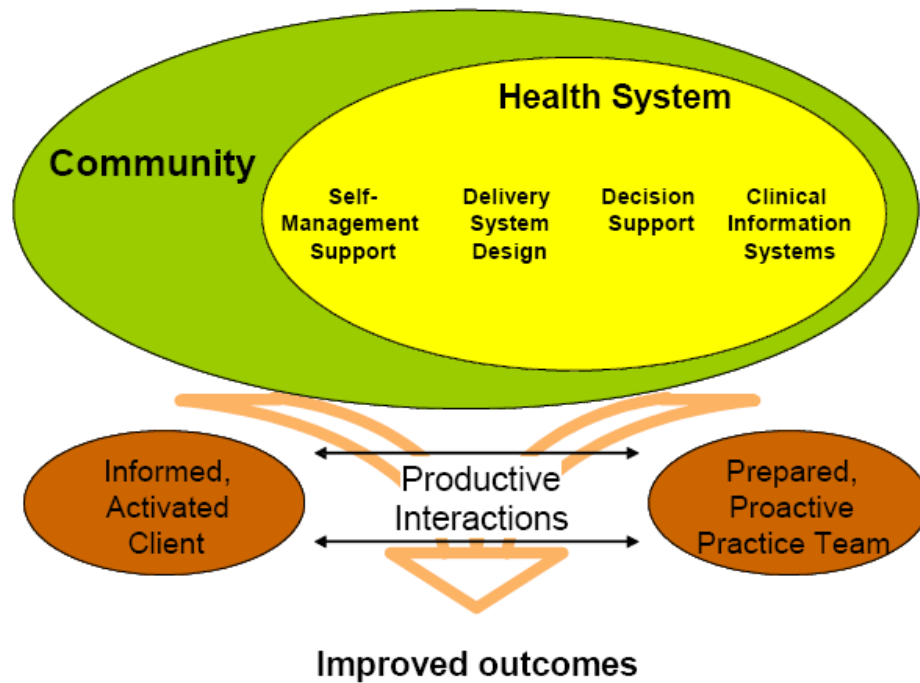 Health System
Community
Self-
Management
Support
Delivery
System
Design
Decision
Support
Clinical
Information
Systems
Informed,
Activated
Client
Productive
Interactions
Prepared,
Proactive
Practice Team
Improved outcomes